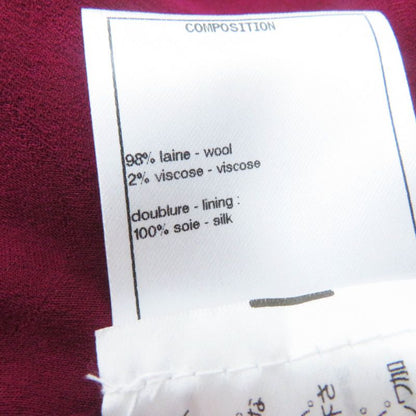 COMPOSITION
98% laine - wool
2% viscose - viscose
doublure - lining :
100% soie - silk